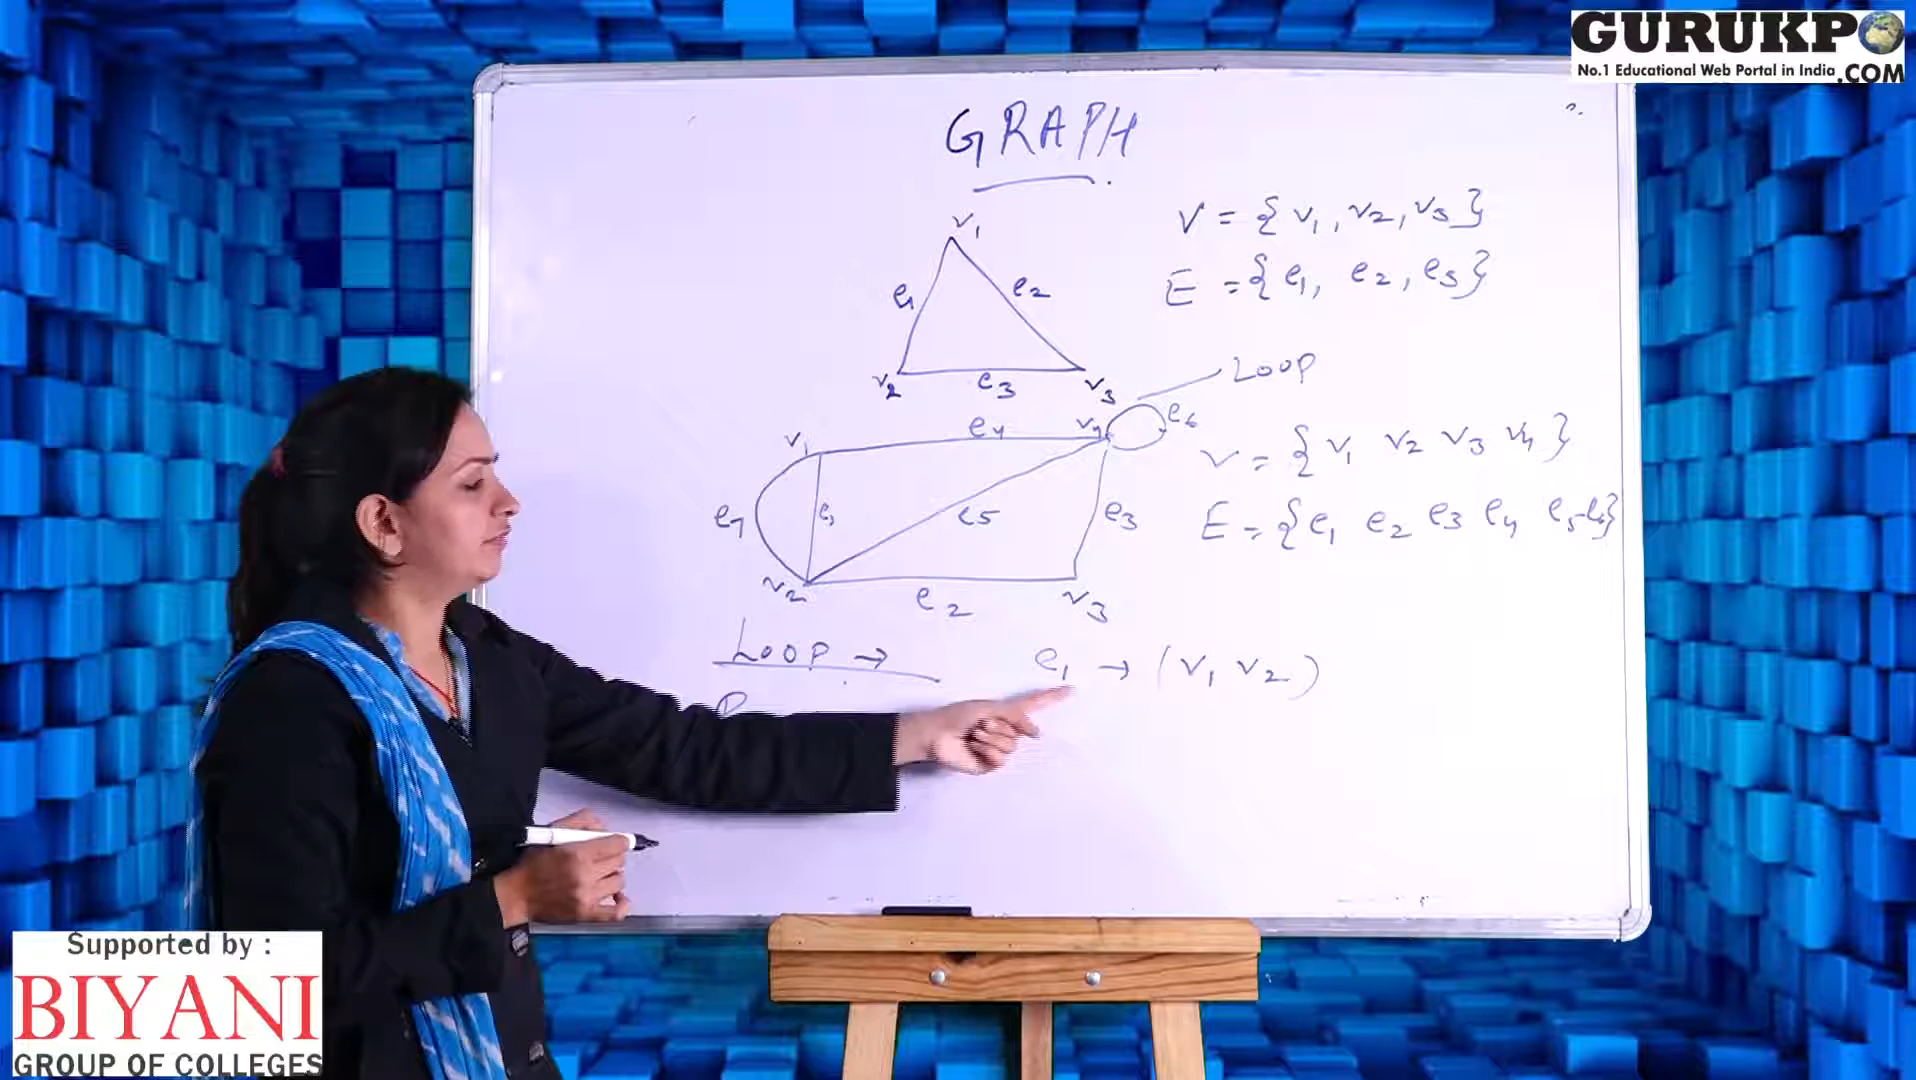 GURUKPO
No.1 Educational Web Portal in India .COM
GRAPH
v1
e1
e2
v2
e3
v3
V = { v1, v2, v3 }
E = { e1, e2, e3 }
LOOP
v1
e4
v4
e6
e7
e1
e5
e3
v2
e2
v3
V = { v1 v2 v3 v4 }
E = { e1 e2 e3 e4 e5 e6 }
LOOP →
e1 → (v1 v2)
P
Supported by :
BIYANI
GROUP OF COLLEGES